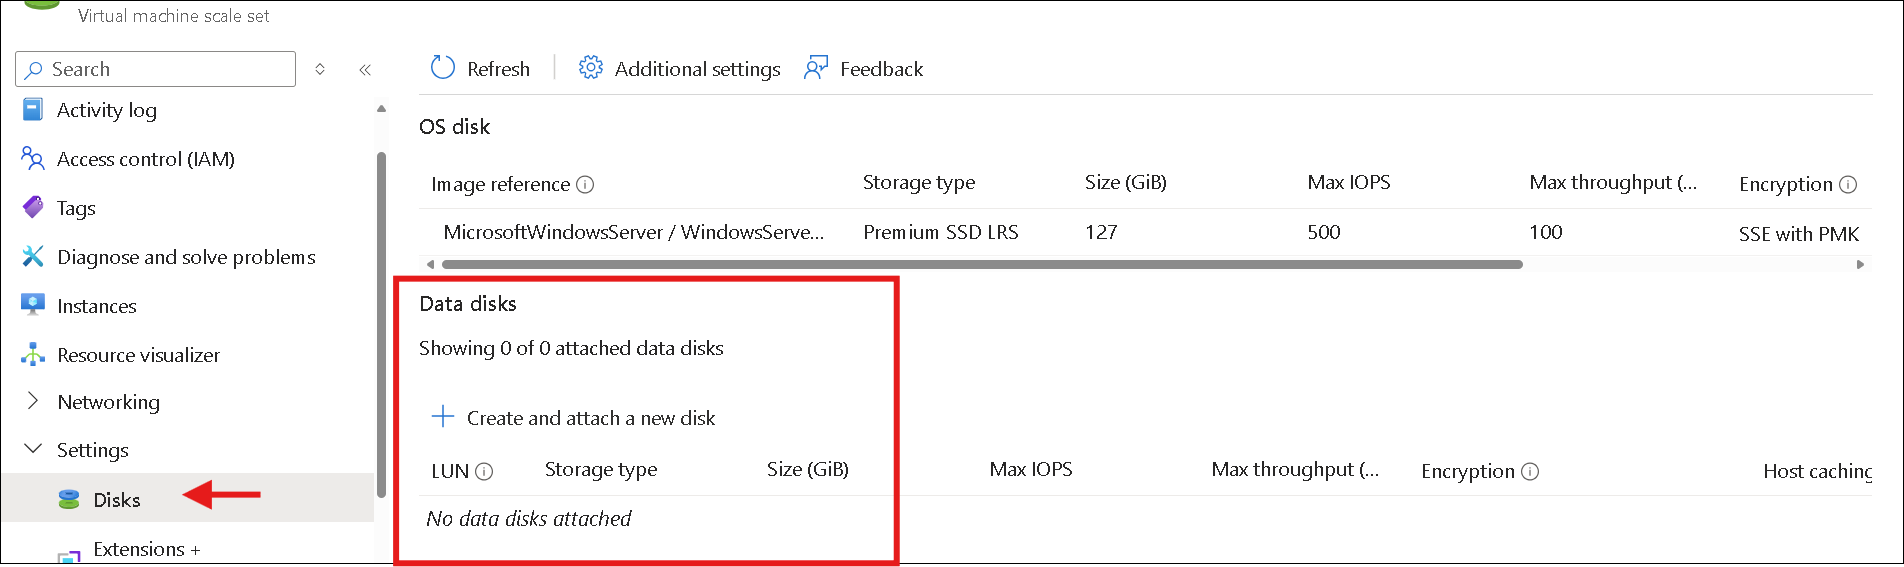 Virtual machine scale set
Search
Activity log
Access control (IAM)
Tags
Diagnose and solve problems
Instances
Resource visualizer
Networking
Settings
Disks
Extensions +
Refresh
Additional settings
Feedback
OS disk
Image reference Storage type Size (GiB) Max IOPS Max throughput (... Encryption
MicrosoftWindowsServer / WindowsServe... Premium SSD LRS 127 500 100 SSE with PMK
Data disks
Showing 0 of 0 attached data disks
Create and attach a new disk
LUN Storage type Size (GiB) Max IOPS Max throughput (... Encryption Host caching
No data disks attached